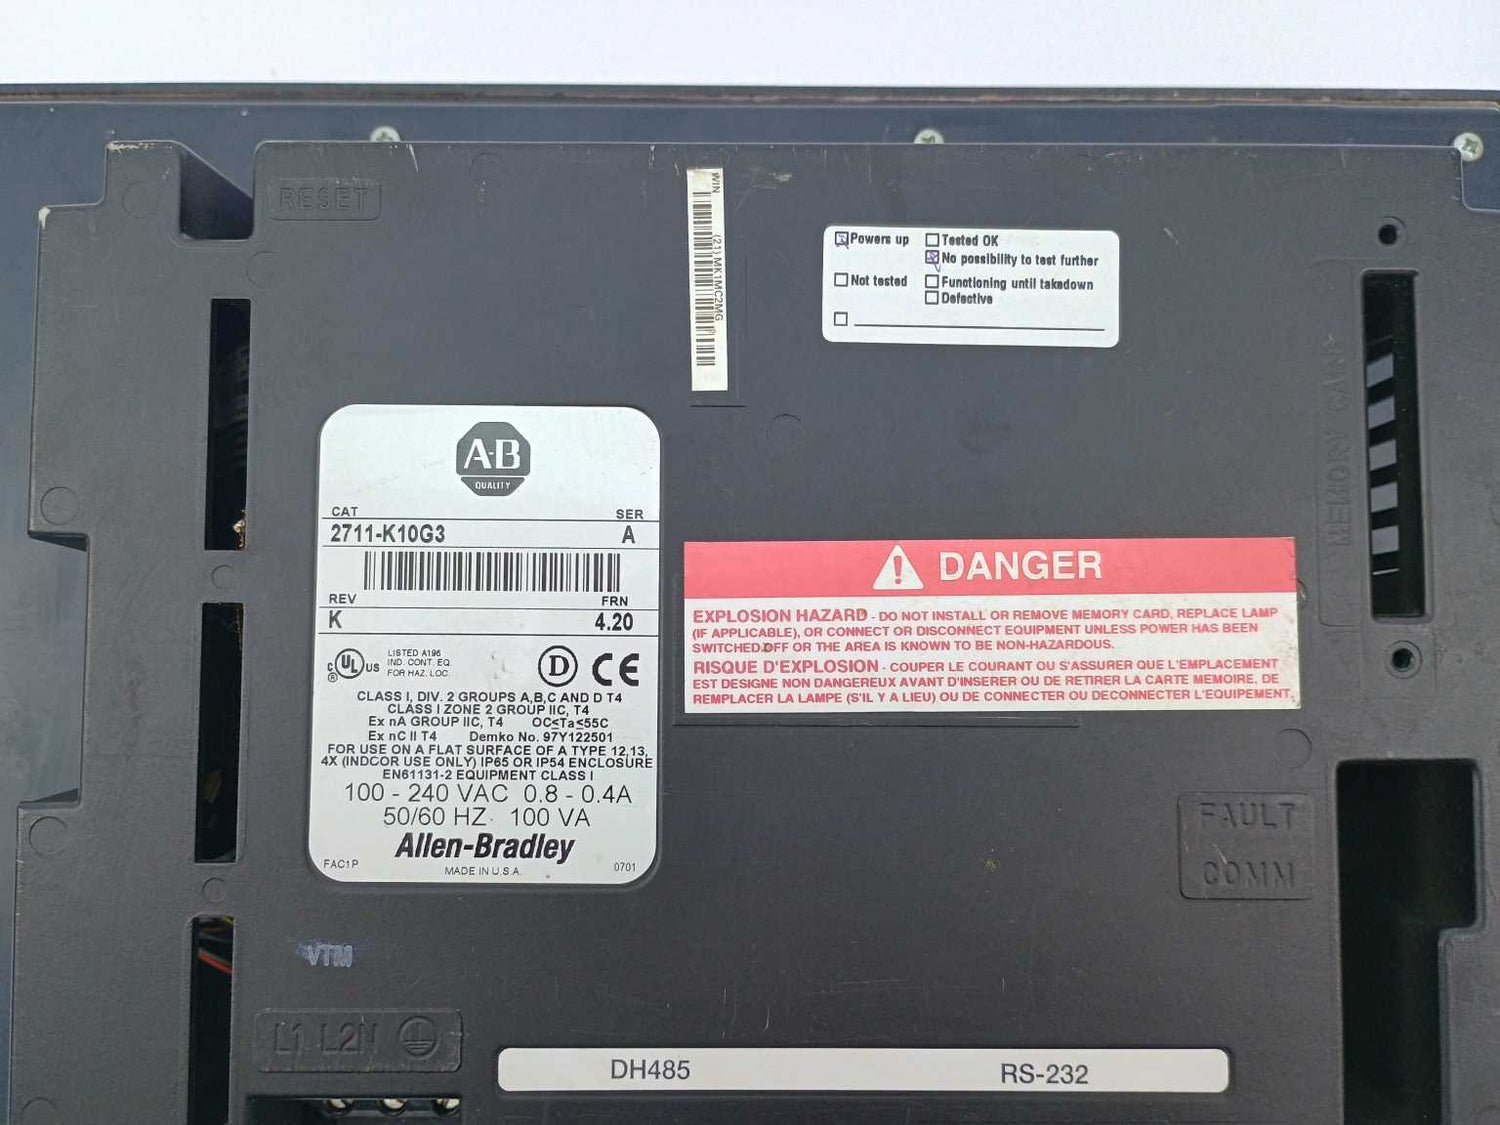 RESET
WIN
(21)MK1MC2MG
Powers up
Tested OK
No possibility to test further
Not tested
Functioning until takedown
Defective
A-B
QUALITY
CAT SER
2711-K10G3 A
REV FRN
K 4.20
C UL US ®
LISTED A196
IND. CONT. EQ.
FOR HAZ. LOC.
D CE
CLASS I, DIV. 2 GROUPS A,B,C AND D T4
CLASS I ZONE 2 GROUP IIC, T4
Ex nA GROUP IIC, T4 OC≤Ta≤55C
Ex nC II T4 Demko No. 97Y122501
FOR USE ON A FLAT SURFACE OF A TYPE 12,13,
4X (INDOOR USE ONLY) IP65 OR IP54 ENCLOSURE
EN61131-2 EQUIPMENT CLASS I
100 - 240 VAC 0.8 - 0.4A
50/60 HZ 100 VA
Allen-Bradley
FAC1P MADE IN U.S.A. 0701
DANGER
EXPLOSION HAZARD - DO NOT INSTALL OR REMOVE MEMORY CARD, REPLACE LAMP
(IF APPLICABLE), OR CONNECT OR DISCONNECT EQUIPMENT UNLESS POWER HAS BEEN
SWITCHED OFF OR THE AREA IS KNOWN TO BE NON-HAZARDOUS.
RISQUE D'EXPLOSION - COUPER LE COURANT OU S'ASSURER QUE L'EMPLACEMENT
EST DESIGNE NON DANGEREUX AVANT D'INSERER OU DE RETIRER LA CARTE MEMOIRE, DE
REMPLACER LA LAMPE (S'IL Y A LIEU) OU DE CONNECTER OU DECONNECTER L'EQUIPEMENT.
FAULT
COMM
VTM
L1 L2N
DH485 RS-232